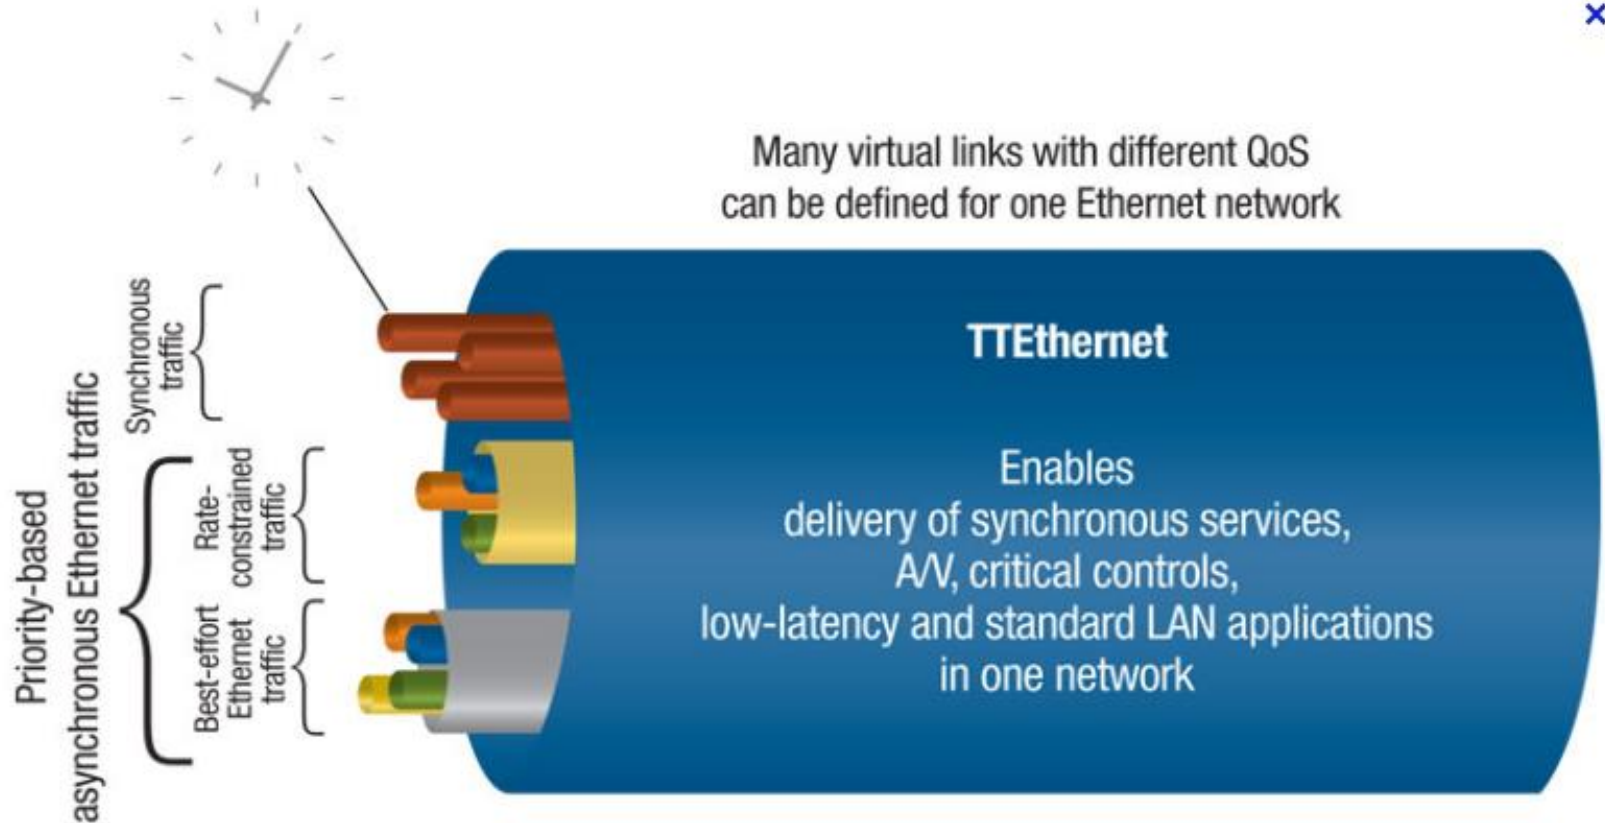 Many virtual links with different QoS
can be defined for one Ethernet network
TTEthernet
Enables
delivery of synchronous services,
A/V, critical controls,
low-latency and standard LAN applications
in one network
Synchronous
traffic
Priority-based
asynchronous Ethernet traffic
Rate-
constrained
traffic
Best-effort
Ethernet
traffic